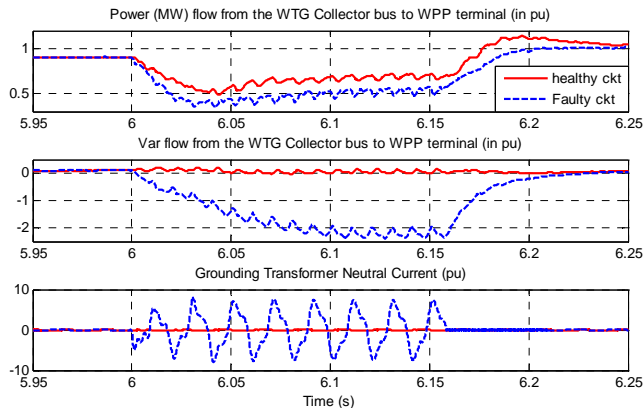 Power (MW) flow from the WTG Collector bus to WPP terminal (in pu)
1
0.5
healthy ckt
Faulty ckt
5.95 6 6.05 6.1 6.15 6.2 6.25
Var flow from the WTG Collector bus to WPP terminal (in pu)
0
-1
-2
5.95 6 6.05 6.1 6.15 6.2 6.25
Grounding Transformer Neutral Current (pu)
10
0
-10
5.95 6 6.05 6.1 6.15 6.2 6.25
Time (s)